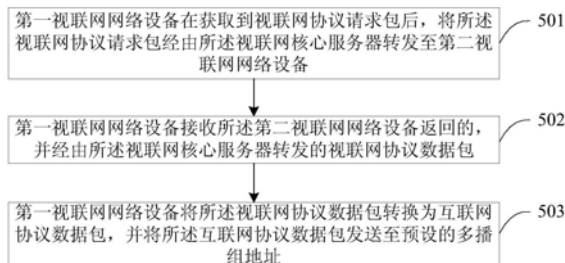 第一视联网网络设备在获取到视联网协议请求包后，将所述
视联网协议请求包经由所述视联网核心服务器转发至第二视
联网网络设备
501
第一视联网网络设备接收所述第二视联网网络设备返回的，
并经由所述视联网核心服务器转发的视联网协议数据包
502
第一视联网网络设备将所述视联网协议数据包转换为互联网
协议数据包，并将所述互联网协议数据包发送至预设的多播
组地址
503